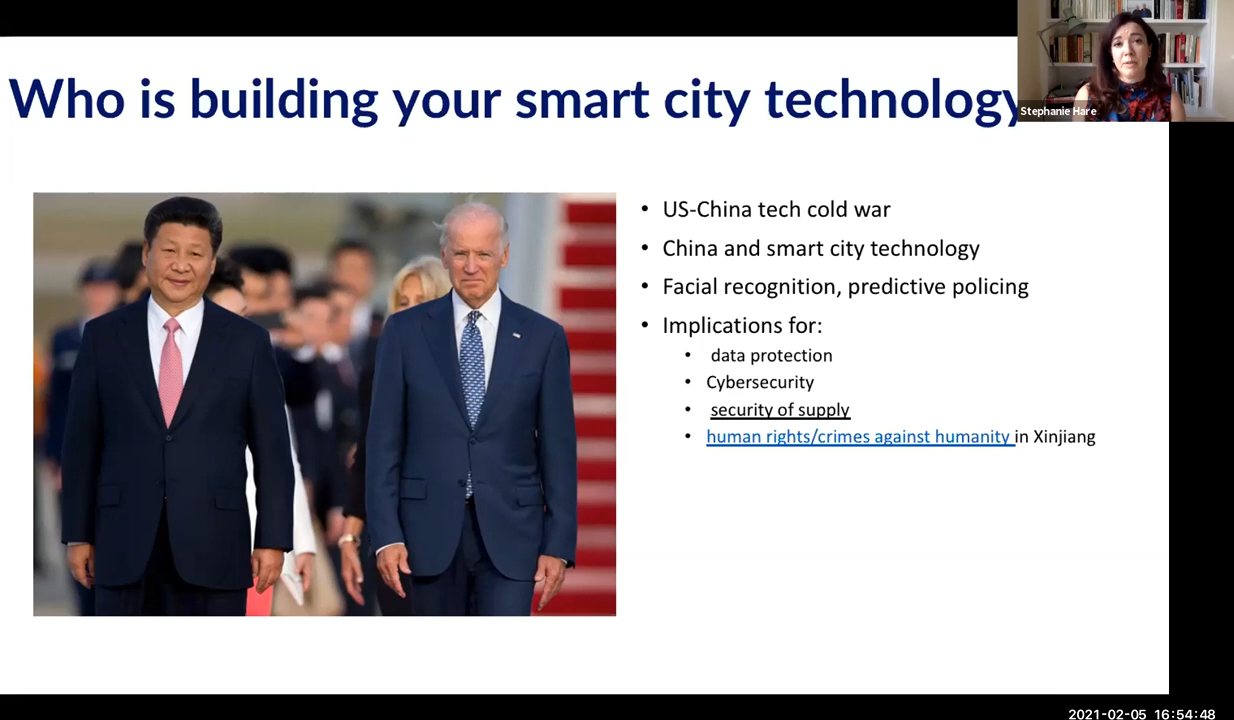 Who is building your smart city technology
Stephanie Hare
• US-China tech cold war
• China and smart city technology
• Facial recognition, predictive policing
• Implications for:
• data protection
• Cybersecurity
• security of supply
• human rights/crimes against humanity in Xinjiang
2021-02-05 16:54:48